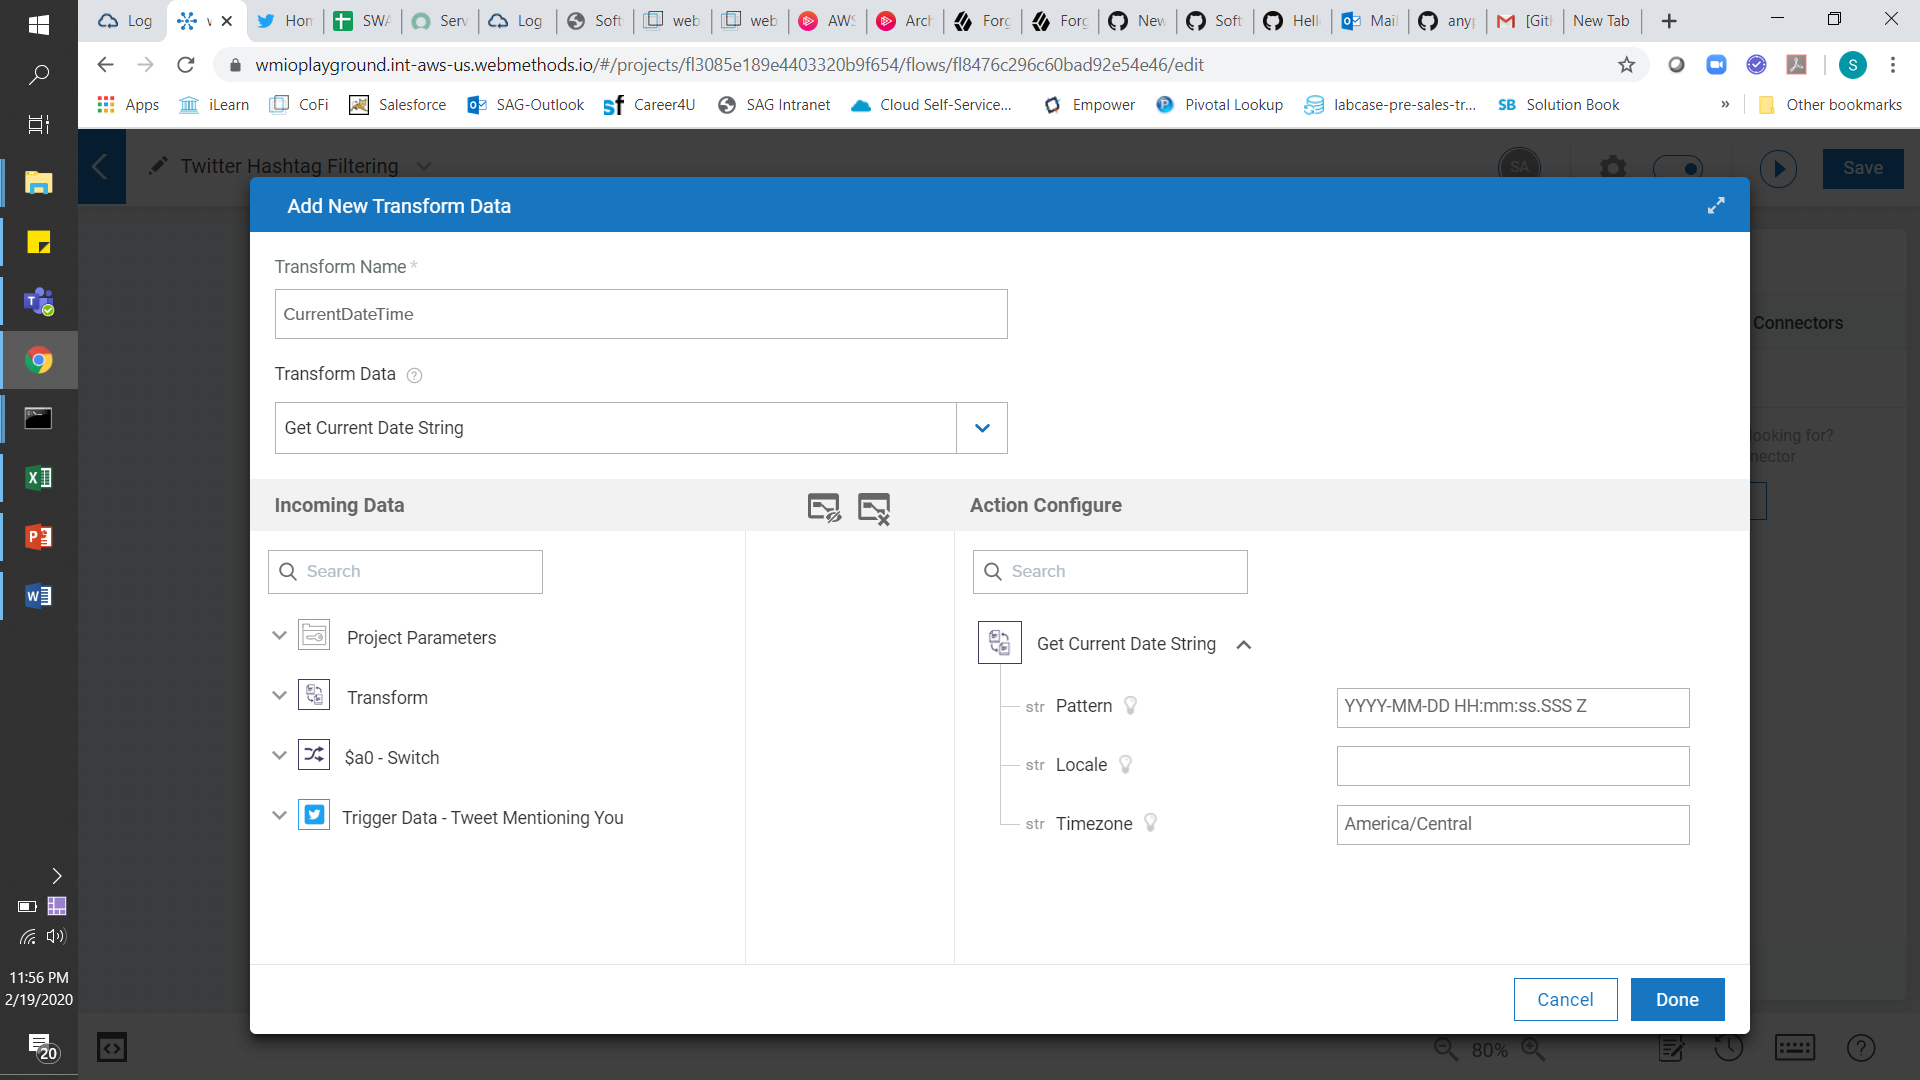 Log
Hom
SWA
Serv
Log
Soft
web
web
AWS
Arch
Forg
Forg
New
Soft
Hell
Mail
any
[Git
New Tab
wmioplayground.int-aws-us.webmethods.io/#/projects/fl3085e189e4403320b9f654/flows/fl8476c296c60bad92e54e46/edit
S
Apps
iLearn
CoFi
Salesforce
SAG-Outlook
Career4U
SAG Intranet
Cloud Self-Service...
Empower
Pivotal Lookup
labcase-pre-sales-tr...
SB Solution Book
»
Other bookmarks
Twitter Hashtag Filtering
SA
Save
Add New Transform Data
Transform Name *
CurrentDateTime
Transform Data
Get Current Date String
Connectors
looking for?
nector
Incoming Data
Action Configure
Search
Search
Project Parameters
Transform
$a0 - Switch
Trigger Data - Tweet Mentioning You
Get Current Date String
str Pattern
YYYY-MM-DD HH:mm:ss.SSS Z
str Locale
str Timezone
America/Central
Cancel
Done
80%
11:56 PM
2/19/2020
20